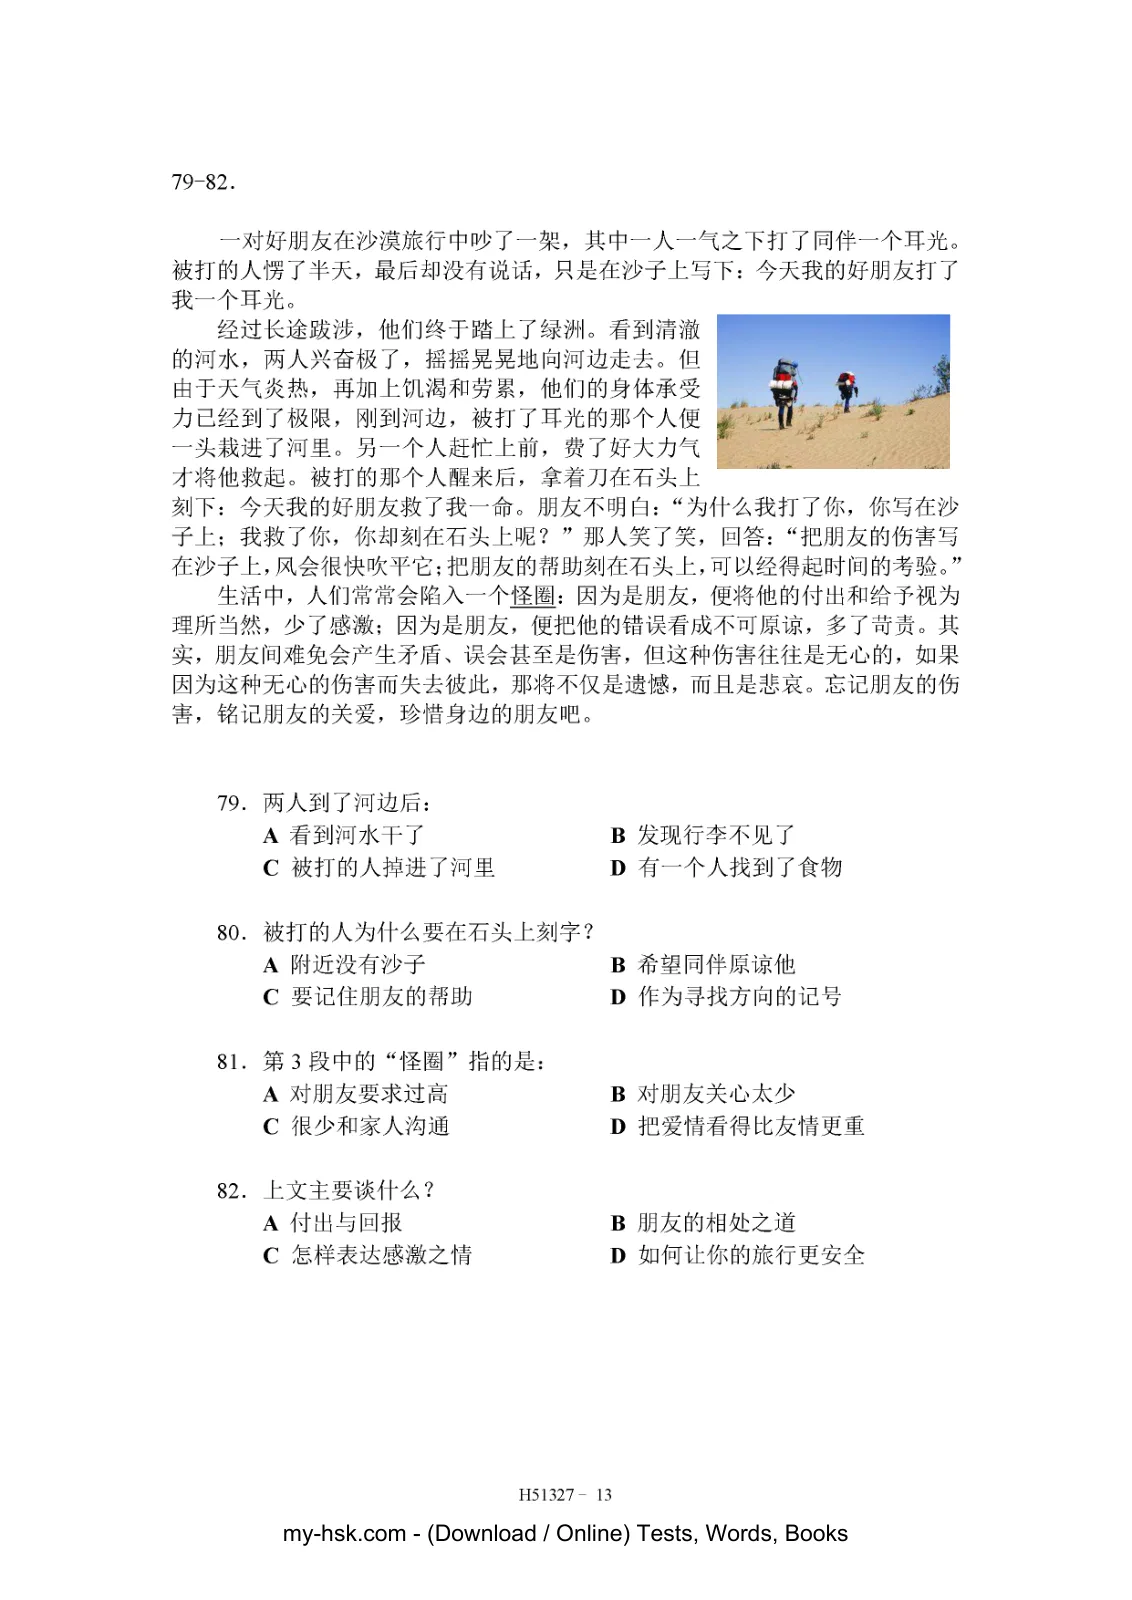 79-82．
一对好朋友在沙漠旅行中吵了一架，其中一人一气之下打了同伴一个耳光。
被打的人愣了半天，最后却没有说话，只是在沙子上写下：今天我的好朋友打了
我一个耳光。
经过长途跋涉，他们终于踏上了绿洲。看到清澈
的河水，两人兴奋极了，摇摇晃晃地向河边走去。但
由于天气炎热，再加上饥渴和劳累，他们的身体承受
力已经到了极限，刚到河边，被打了耳光的那个人便
一头栽进了河里。另一个人赶忙上前，费了好大力气
才将他救起。被打的那个人醒来后，拿着刀在石头上
刻下：今天我的好朋友救了我一命。朋友不明白：“为什么我打了你，你写在沙
子上；我救了你，你却刻在石头上呢？”那人笑了笑，回答：“把朋友的伤害写
在沙子上，风会很快吹平它；把朋友的帮助刻在石头上，可以经得起时间的考验。”
生活中，人们常常会陷入一个怪圈：因为是朋友，便将他的付出和给予视为
理所当然，少了感激；因为是朋友，便把他的错误看成不可原谅，多了苛责。其
实，朋友间难免会产生矛盾、误会甚至是伤害，但这种伤害往往是无心的，如果
因为这种无心的伤害而失去彼此，那将不仅是遗憾，而且是悲哀。忘记朋友的伤
害，铭记朋友的关爱，珍惜身边的朋友吧。
79．两人到了河边后：
A 看到河水干了 B 发现行李不见了
C 被打的人掉进了河里 D 有一个人找到了食物
80．被打的人为什么要在石头上刻字？
A 附近没有沙子 B 希望同伴原谅他
C 要记住朋友的帮助 D 作为寻找方向的记号
81．第 3 段中的“怪圈”指的是：
A 对朋友要求过高 B 对朋友关心太少
C 很少和家人沟通 D 把爱情看得比友情更重
82．上文主要谈什么？
A 付出与回报 B 朋友的相处之道
C 怎样表达感激之情 D 如何让你的旅行更安全
H51327 - 13
my-hsk.com - (Download / Online) Tests, Words, Books